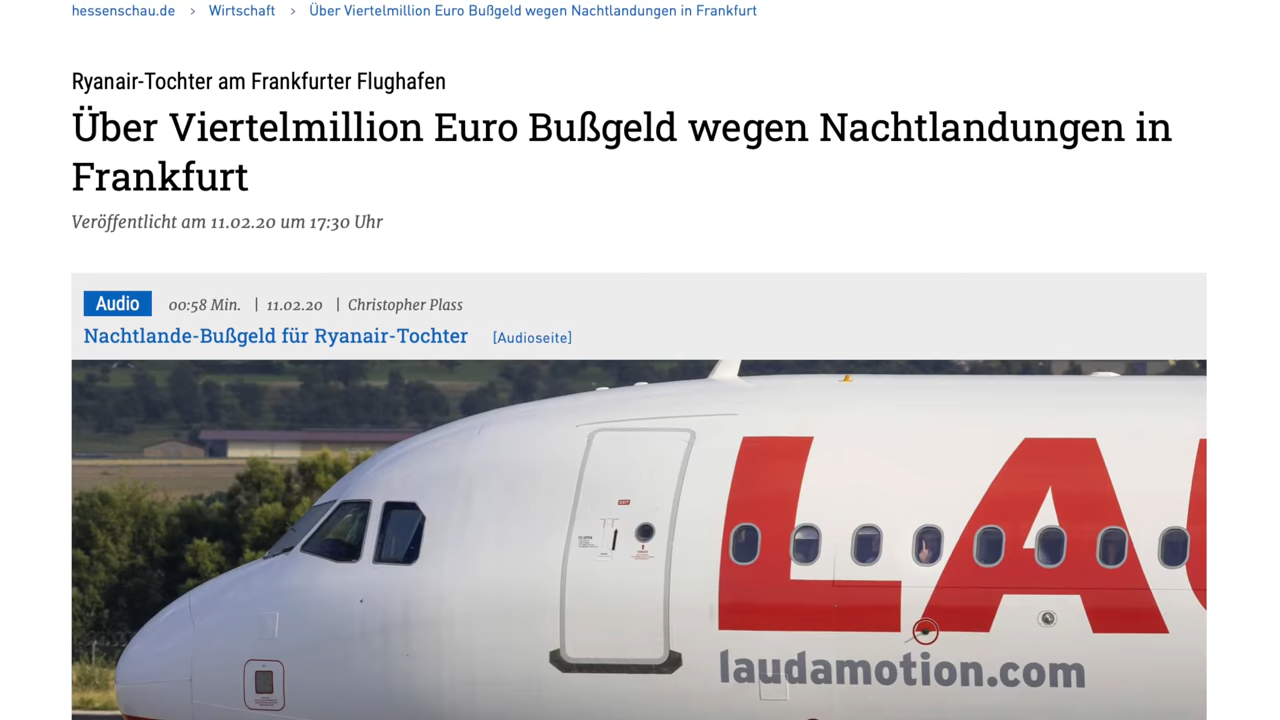 hessenschau.de > Wirtschaft > Über Viertelmillion Euro Bußgeld wegen Nachtlandungen in Frankfurt
Ryanair-Tochter am Frankfurter Flughafen
Über Viertelmillion Euro Bußgeld wegen Nachtlandungen in
Frankfurt
Veröffentlicht am 11.02.20 um 17:30 Uhr
Audio 00:58 Min. | 11.02.20 | Christopher Plass
Nachtlande-Bußgeld für Ryanair-Tochter [Audioseite]
EXIT
LAU
laudamotion.com